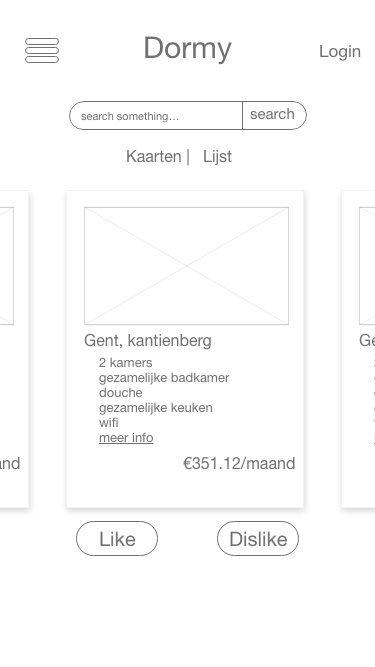 Dormy
Login
search something...
search
Kaarten | Lijst
Gent, kantienberg
Ge
2 kamers
gezamelijke badkamer
douche
gezamelijke keuken
wifi
meer info
and
€351.12/maand
Like
Dislike